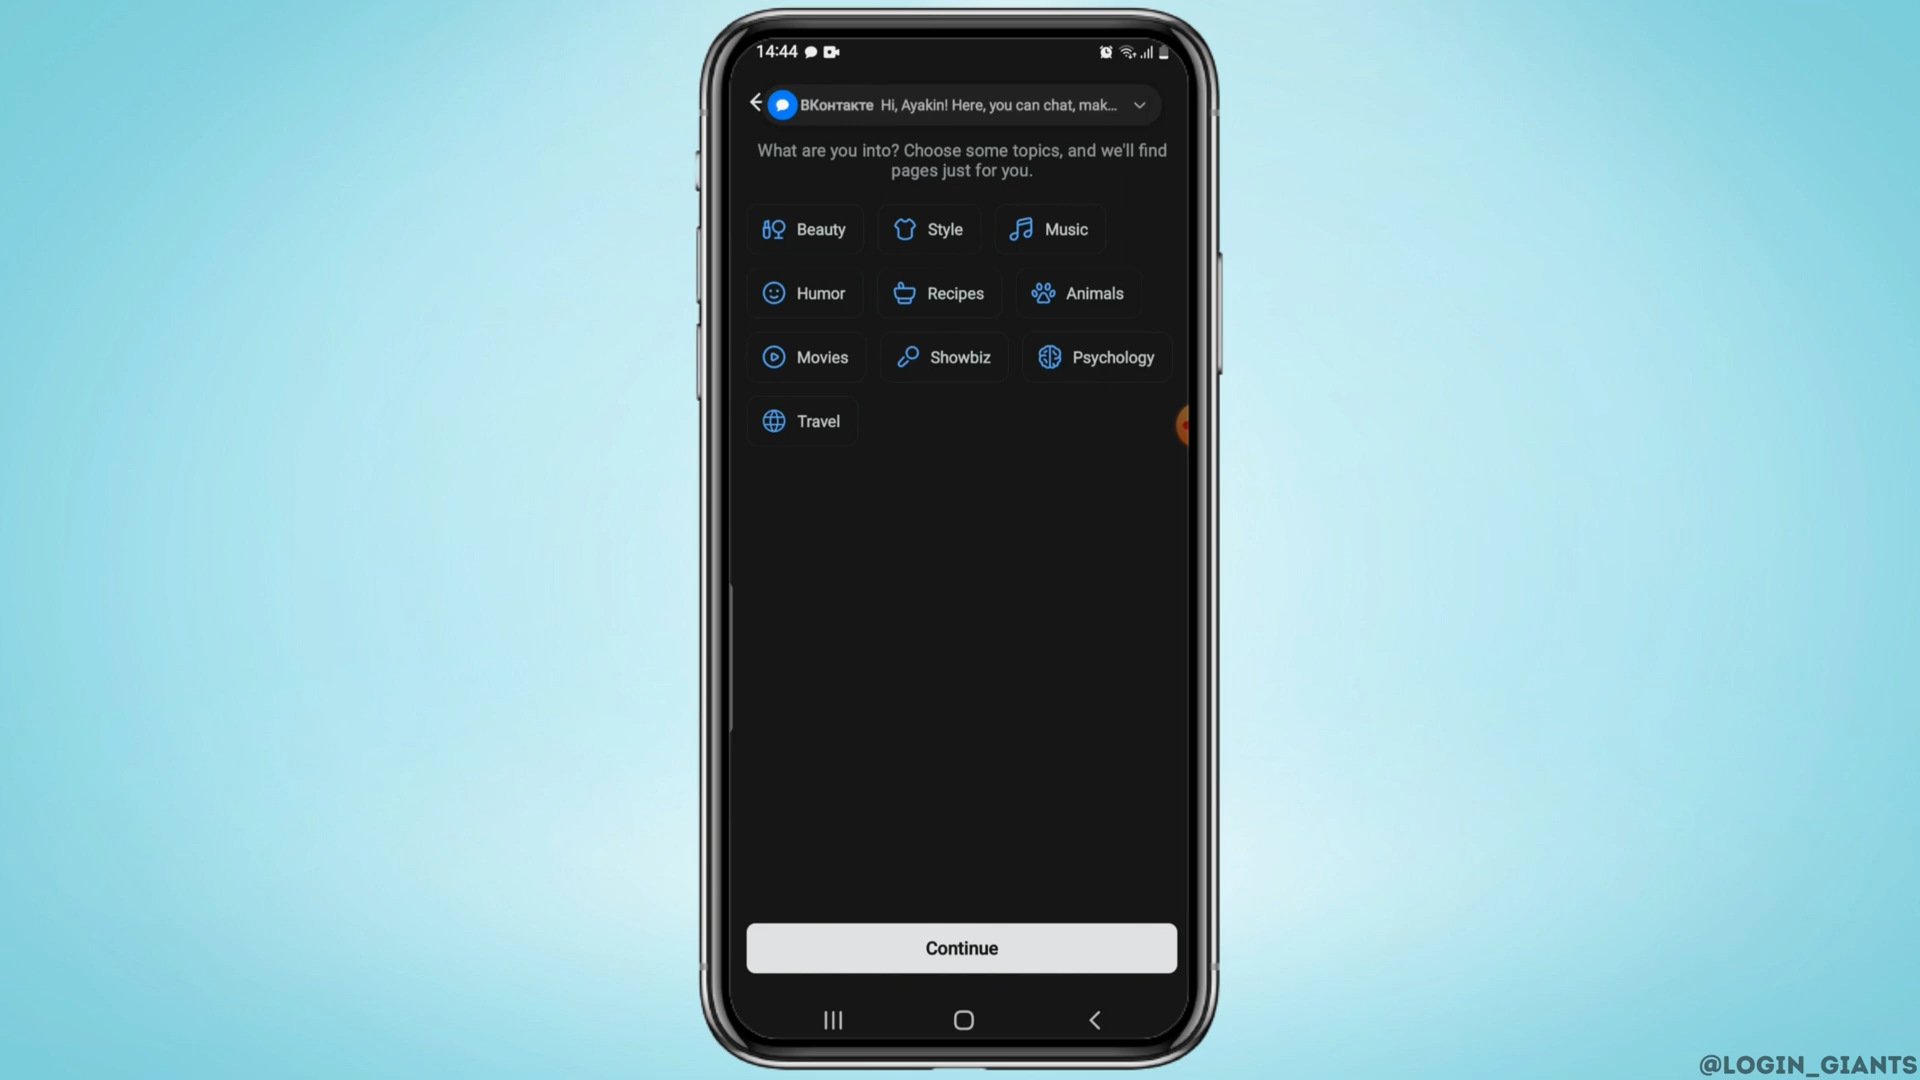 14:44
ВКонтакте Hi, Ayakin! Here, you can chat, mak...
What are you into? Choose some topics, and we'll find
pages just for you.
Beauty Style Music
Humor Recipes Animals
Movies Showbiz Psychology
Travel
Continue
@LOGIN_GIANTS